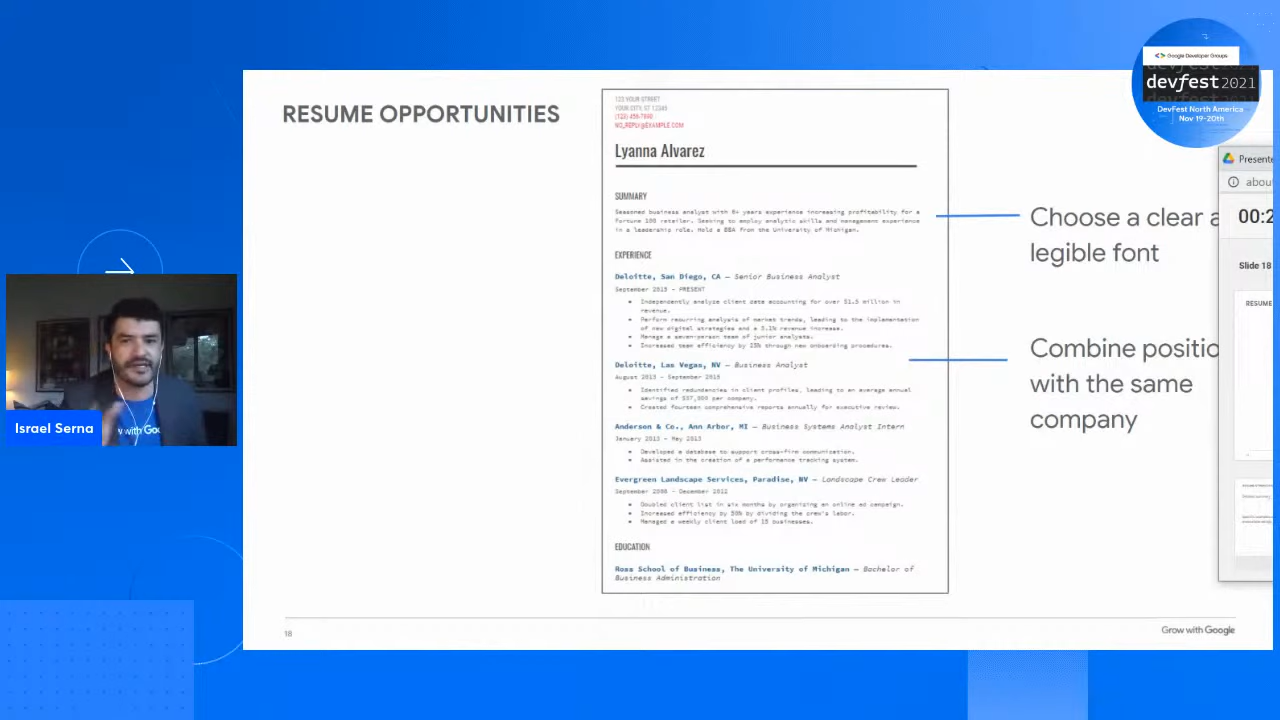 <> Google Developer Groups
devfest2021
DevFest North America
Nov 19-20th
RESUME OPPORTUNITIES
123 YOUR STREET
YOUR CITY, ST 12345
(123) 456-7890
NO_REPLY@EXAMPLE.COM
Lyanna Alvarez
SUMMARY
Seasoned business analyst with 6+ years experience increasing profitability for a
Fortune 100 retailer. Seeking to employ analytic skills and management experience
in a leadership role. Hold a BBA from the University of Michigan.
EXPERIENCE
Deloitte, San Diego, CA — Senior Business Analyst
September 2015 - PRESENT
• Independently analyze client data accounting for over $1.5 million in
revenue.
• Perform recurring analysis of market trends, leading to the implementation
of new digital strategies and a 5.1% revenue increase.
• Manage a seven-person team of junior analysts.
• Increased team efficiency by 25% through new onboarding procedures.
Deloitte, Las Vegas, NV — Business Analyst
August 2013 - September 2015
• Identified redundancies in client profiles, leading to an average annual
savings of $37,000 per company.
• Created fourteen comprehensive reports annually for executive review.
Anderson & Co., Ann Arbor, MI — Business Systems Analyst Intern
January 2013 - May 2013
• Developed a database to support cross-firm communication.
• Assisted in the creation of a performance tracking system.
Evergreen Landscape Services, Paradise, NV — Landscape Crew Leader
September 2008 - December 2012
• Doubled client list in six months by organizing an online ad campaign.
• Increased efficiency by 50% by dividing the crew's labor.
• Managed a weekly client load of 15 businesses.
EDUCATION
Ross School of Business, The University of Michigan — Bachelor of
Business Administration
Choose a clear a
legible font
Combine positio
with the same
company
Presente
abou
00:2
Slide 18
RESUME
Israel Serna
with Goo
18
Grow with Google